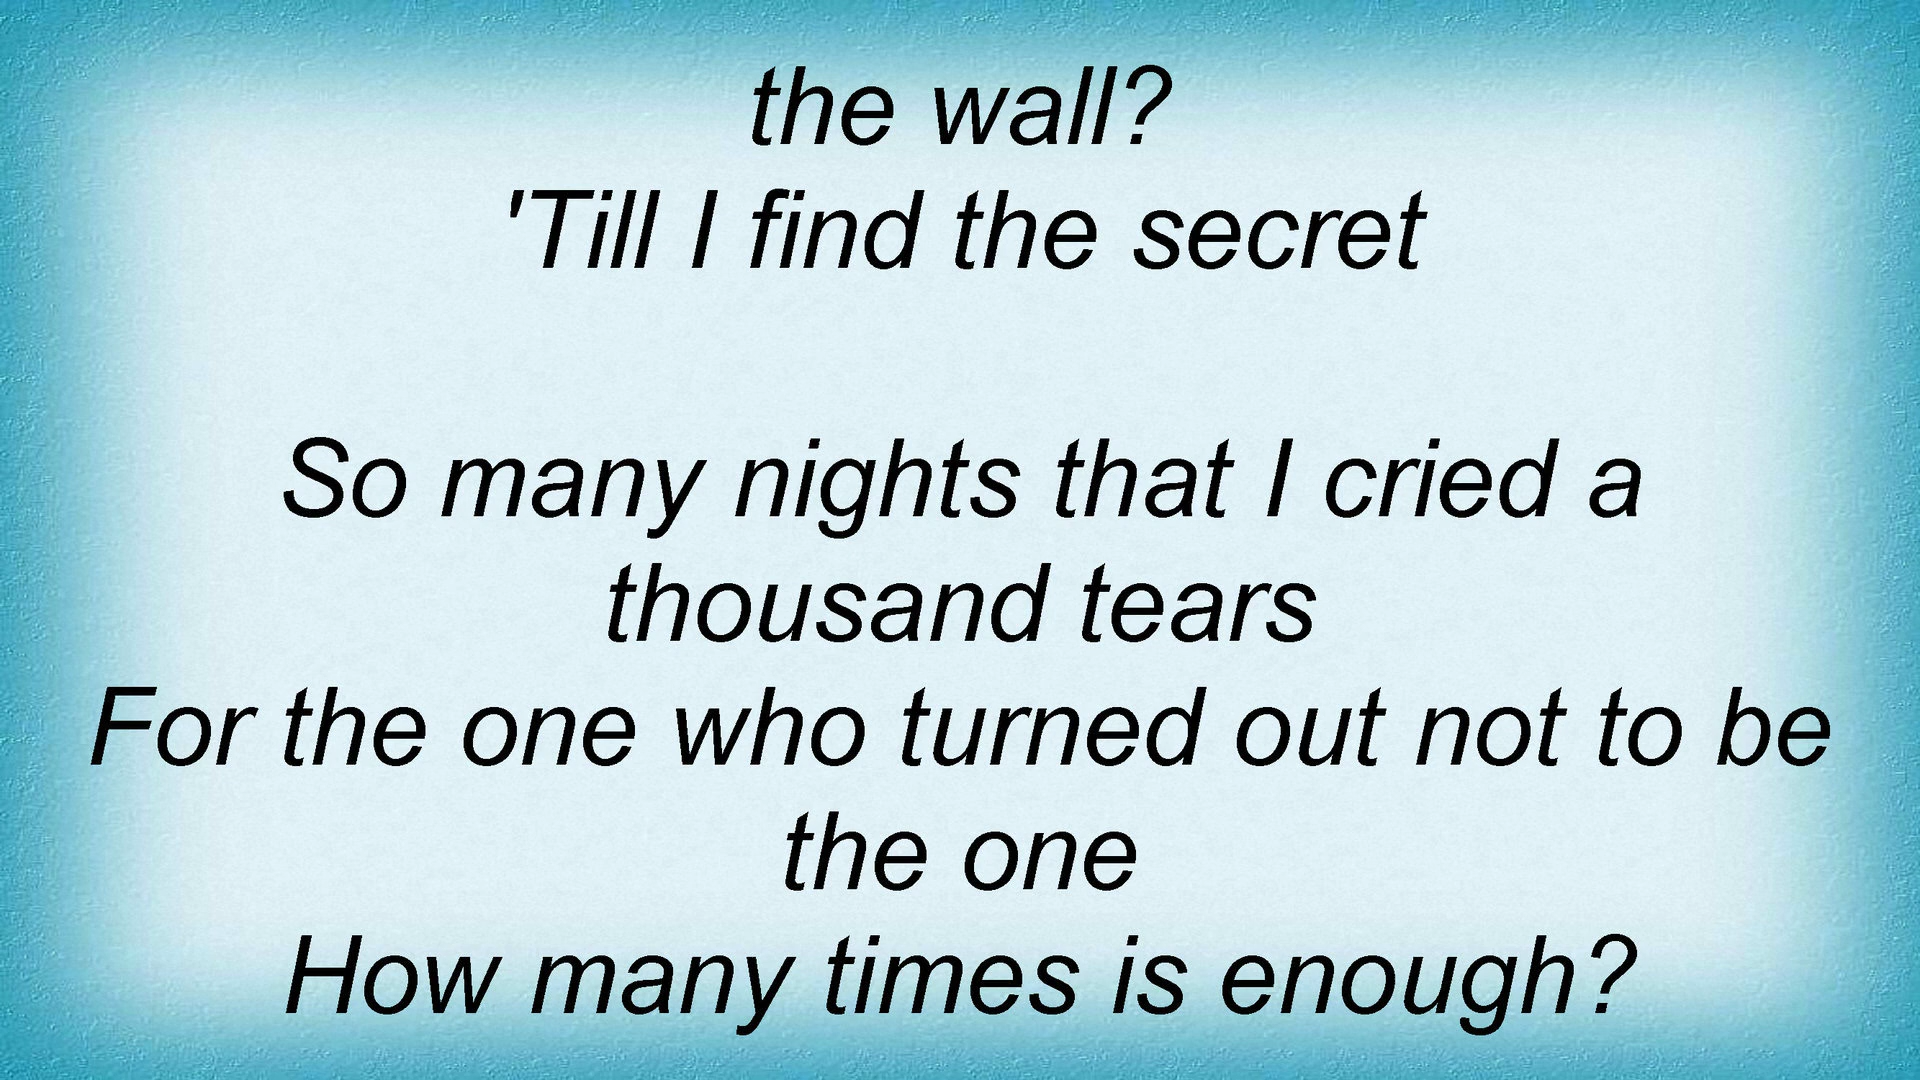 the wall?
'Till I find the secret
So many nights that I cried a
thousand tears
For the one who turned out not to be
the one
How many times is enough?